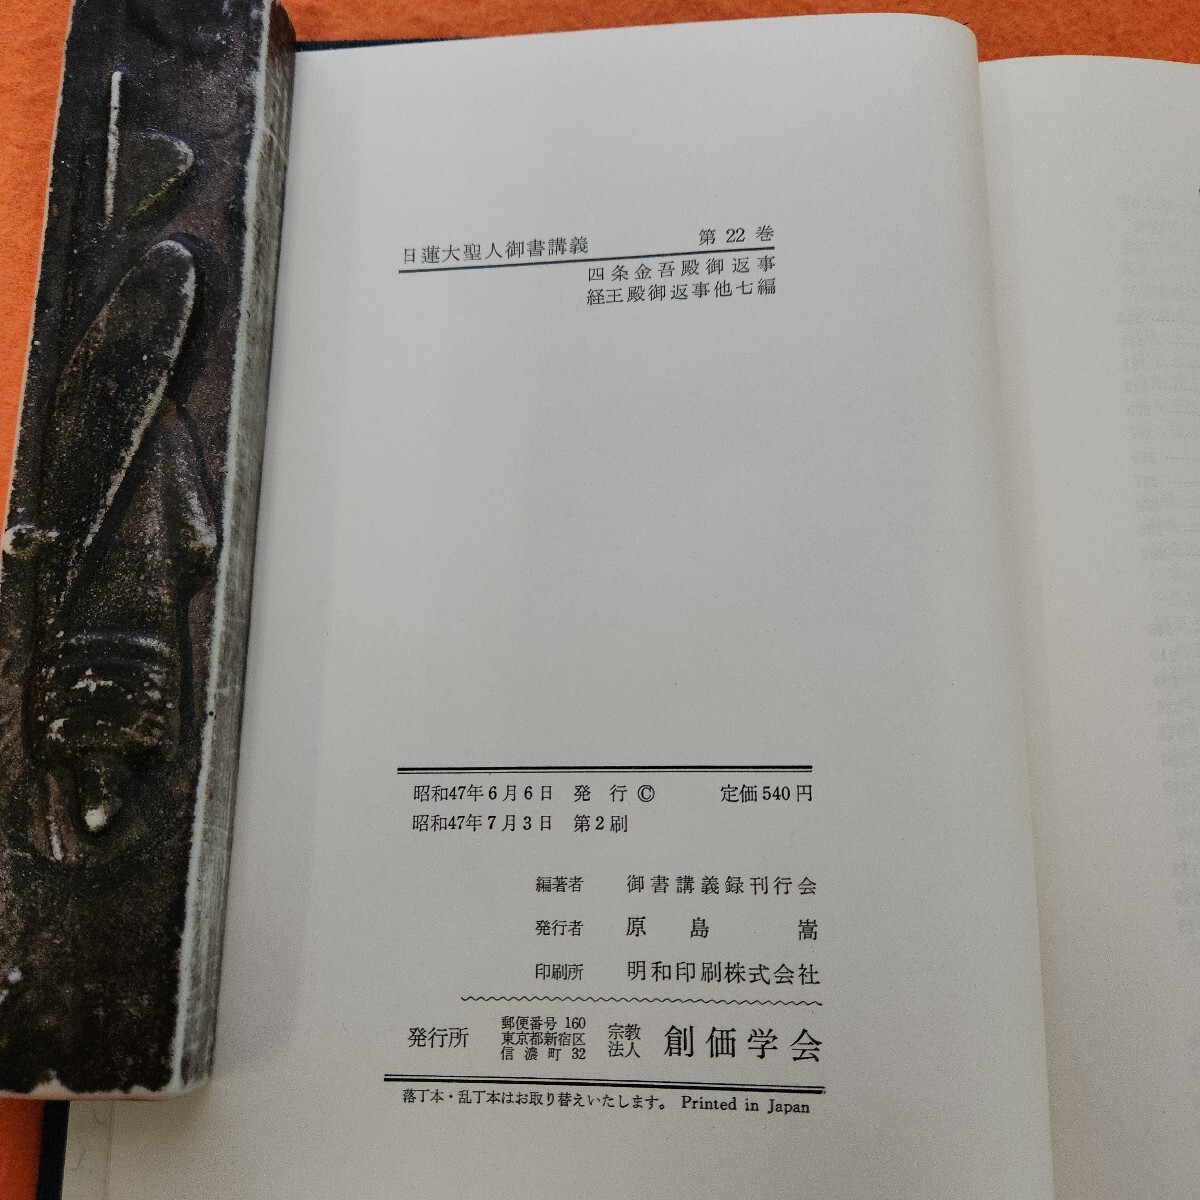 日蓮大聖人御書講義 第22巻
四条金吾殿御返事
経王殿御返事他七編
昭和47年6月6日 発行© 定価540円
昭和47年7月3日 第2刷
編著者 御書講義録刊行会
発行者 原島嵩
印刷所 明和印刷株式会社
発行所 郵便番号 160 東京都新宿区信濃町 32 宗教法人 創価学会
落丁本・乱丁本はお取り替えいたします。 Printed in Japan